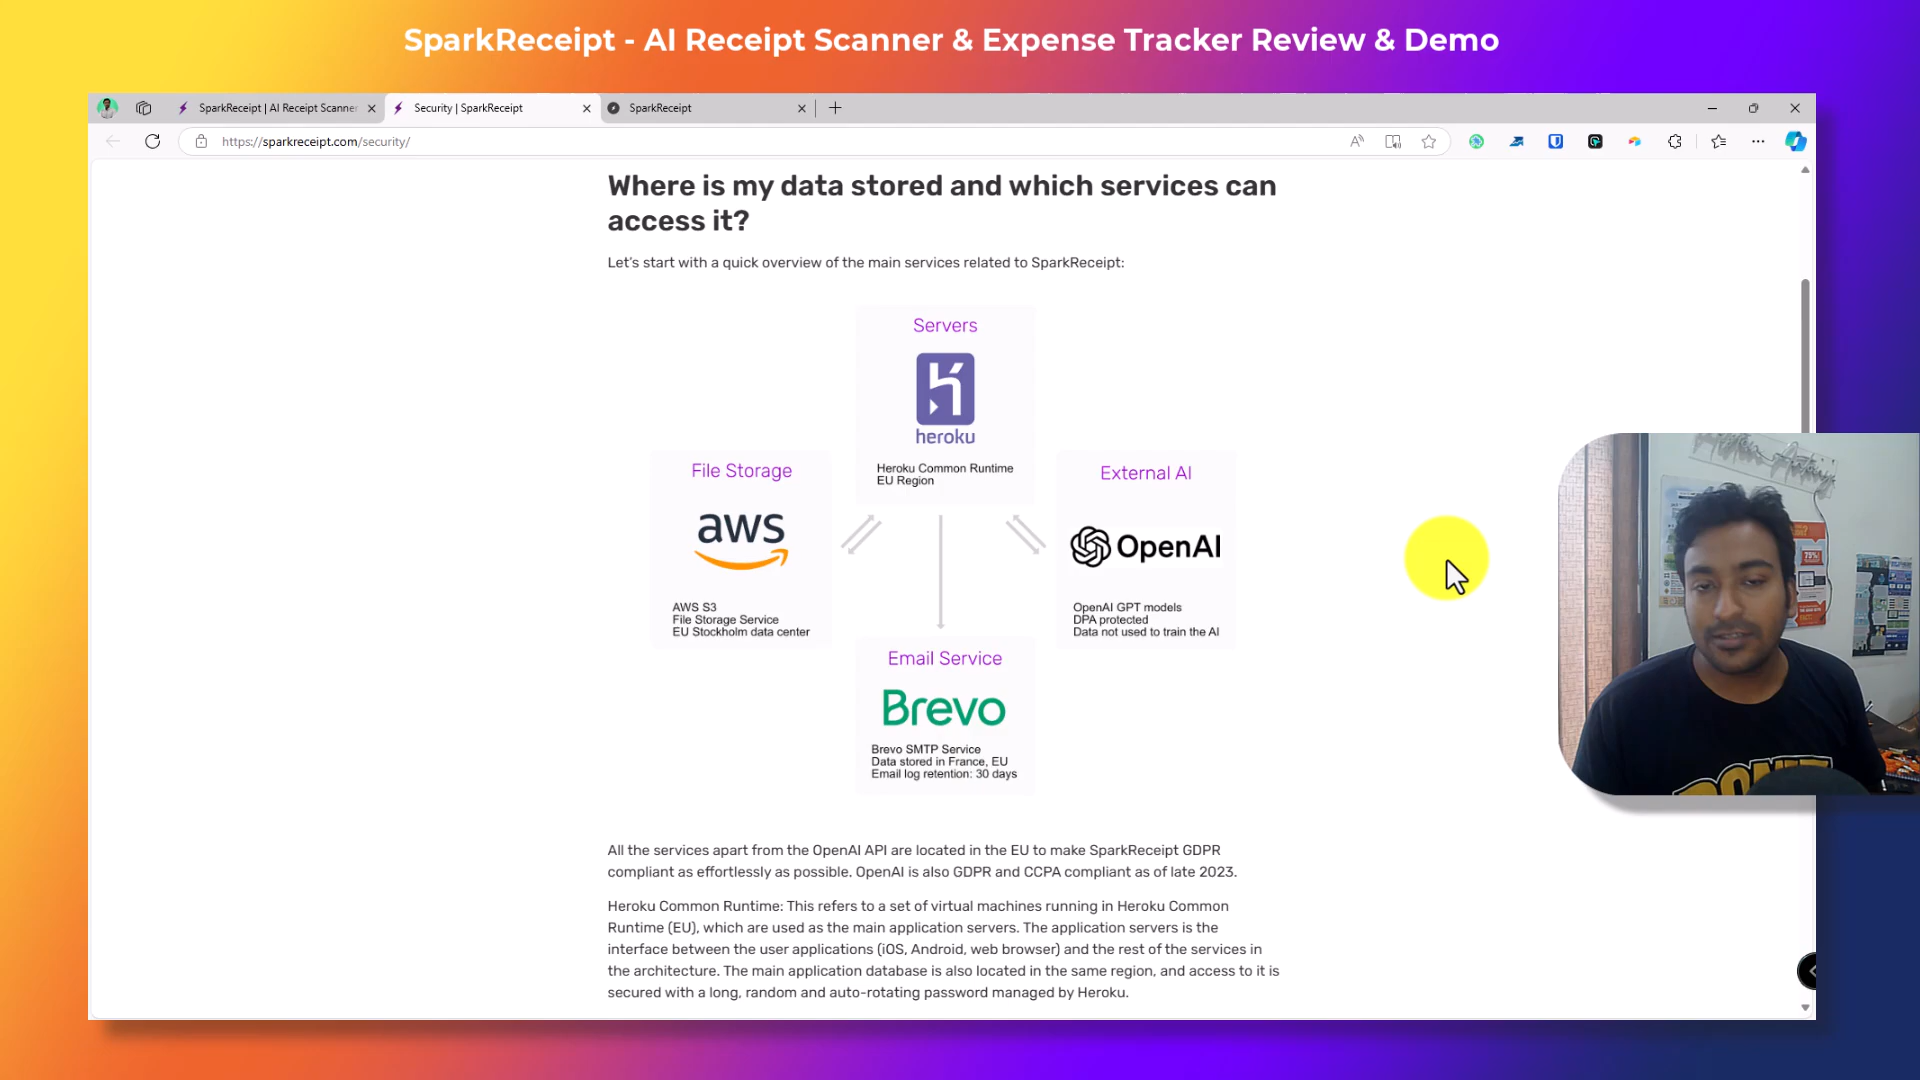 SparkReceipt - AI Receipt Scanner & Expense Tracker Review & Demo
SparkReceipt | AI Receipt Scanner
Security | SparkReceipt
SparkReceipt
https://sparkreceipt.com/security/
Where is my data stored and which services can
access it?
Let's start with a quick overview of the main services related to SparkReceipt:
Servers
heroku
Heroku Common Runtime
EU Region
File Storage
aws
AWS S3
File Storage Service
EU Stockholm data center
External AI
OpenAI
OpenAI GPT models
DPA protected
Data not used to train the AI
Email Service
Brevo
Brevo SMTP Service
Data stored in France, EU
Email log retention: 30 days
All the services apart from the OpenAI API are located in the EU to make SparkReceipt GDPR
compliant as effortlessly as possible. OpenAI is also GDPR and CCPA compliant as of late 2023.
Heroku Common Runtime: This refers to a set of virtual machines running in Heroku Common
Runtime (EU), which are used as the main application servers. The application servers is the
interface between the user applications (iOS, Android, web browser) and the rest of the services in
the architecture. The main application database is also located in the same region, and access to it is
secured with a long, random and auto-rotating password managed by Heroku.